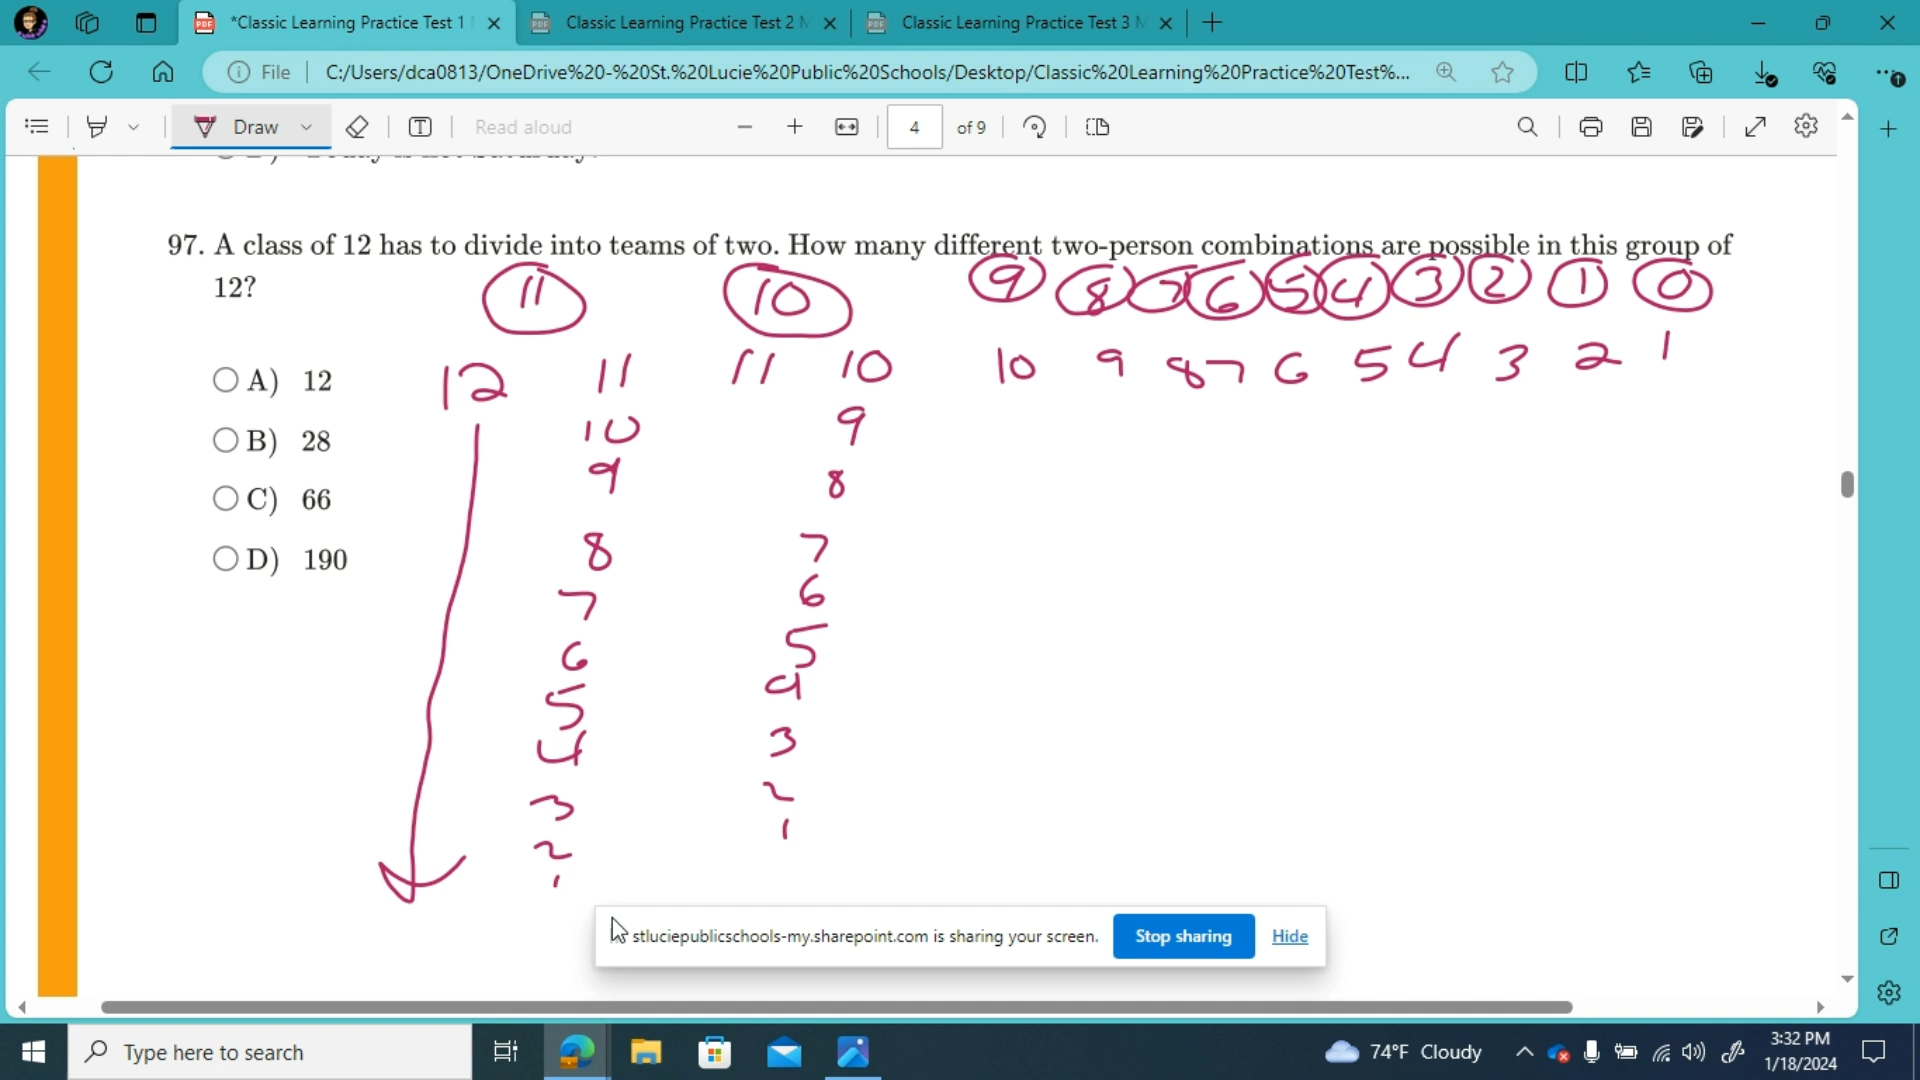 *Classic Learning Practice Test 1
Classic Learning Practice Test 2 M
Classic Learning Practice Test 3 M
File C:/Users/dca0813/OneDrive%20-%20St.%20Lucie%20Public%20Schools/Desktop/Classic%20Learning%20Practice%20Test%...
Draw Read aloud 4 of 9
97. A class of 12 has to divide into teams of two. How many different two-person combinations are possible in this group of
12?
11 10 9 8 7 6 5 4 3 2 1 0
12 11 11 10 10 9 8 7 6 5 4 3 2 1
A) 12
10 9
B) 28
9 8
C) 66
8 7
D) 190
7 6
6 5
5 4
4 3
3 2
2 1
1
stluciepublicschools-my.sharepoint.com is sharing your screen. Stop sharing Hide
Type here to search
74°F Cloudy
3:32 PM
1/18/2024